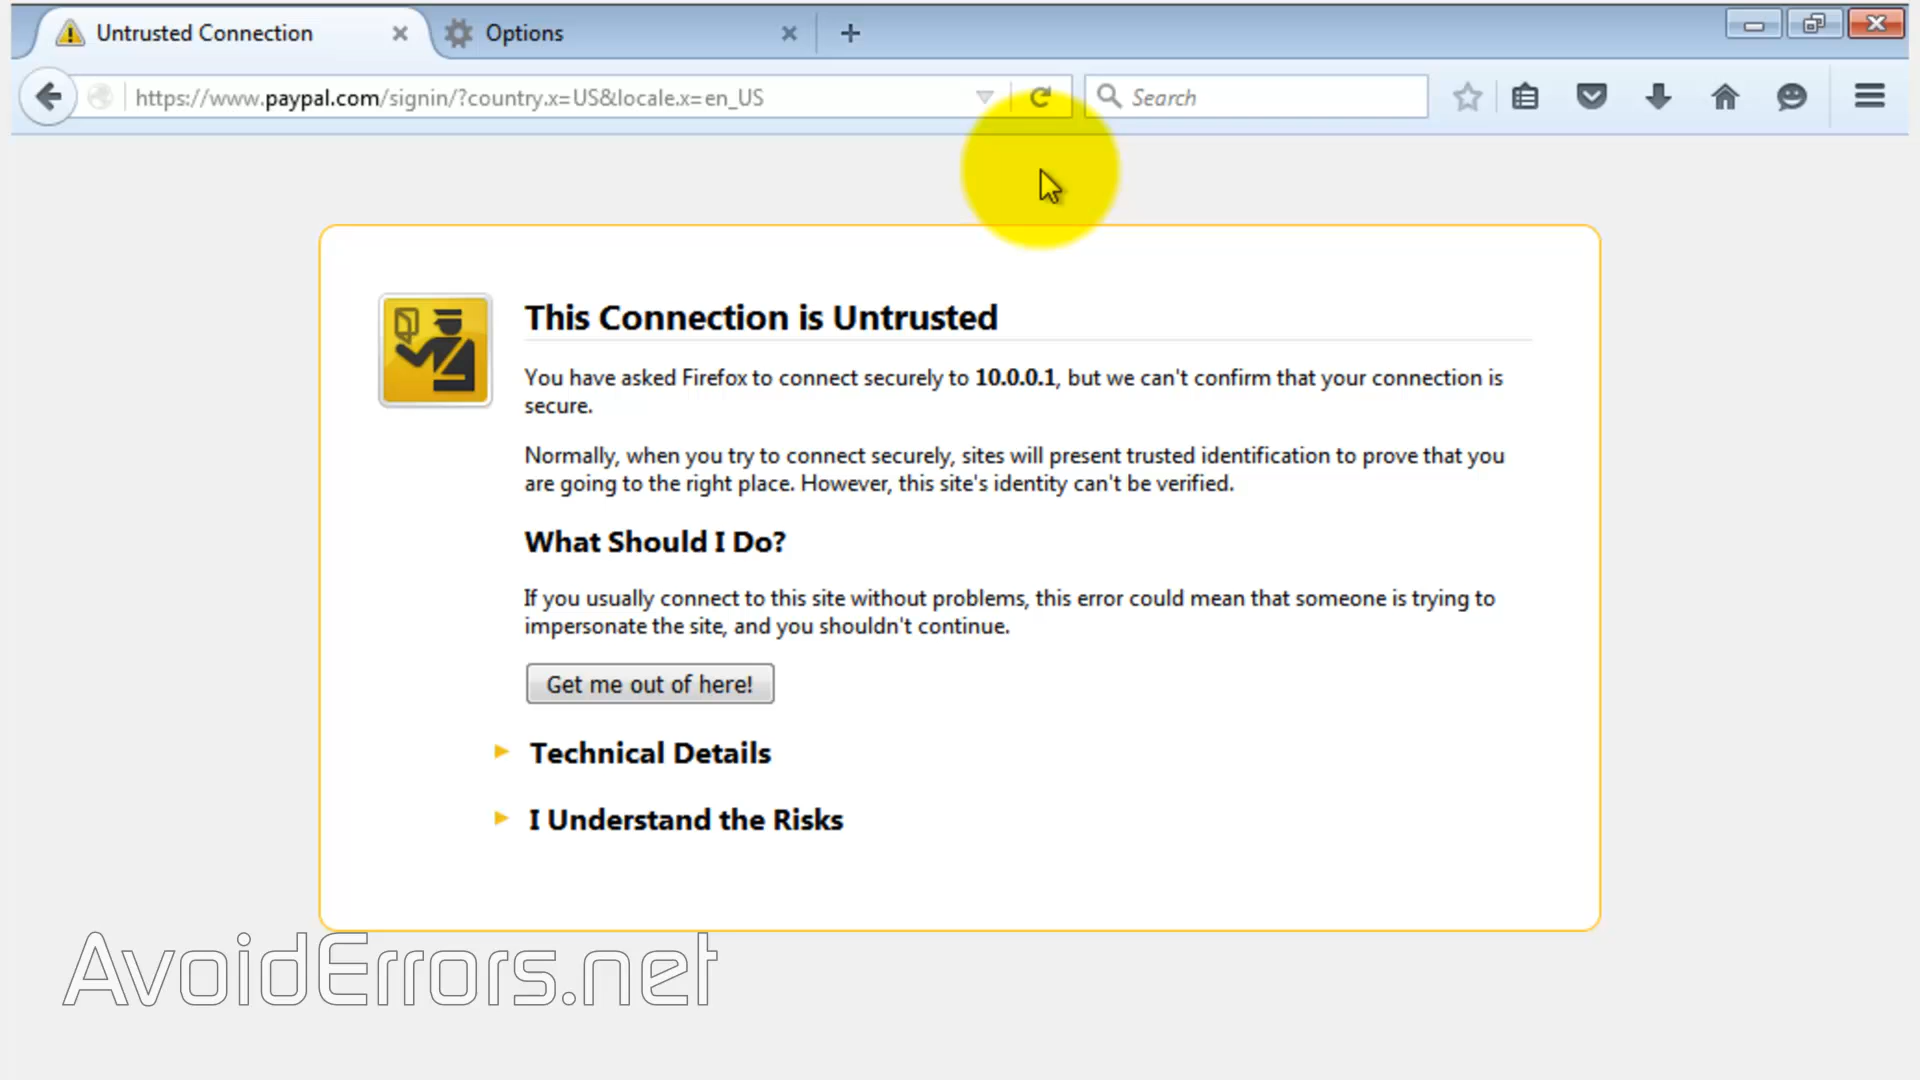 Untrusted Connection
Options
https://www.paypal.com/signin/?country.x=US&locale.x=en_US
Search
This Connection is Untrusted
You have asked Firefox to connect securely to 10.0.0.1, but we can't confirm that your connection is
secure.
Normally, when you try to connect securely, sites will present trusted identification to prove that you
are going to the right place. However, this site's identity can't be verified.
What Should I Do?
If you usually connect to this site without problems, this error could mean that someone is trying to
impersonate the site, and you shouldn't continue.
Get me out of here!
Technical Details
I Understand the Risks
AvoidErrors.net